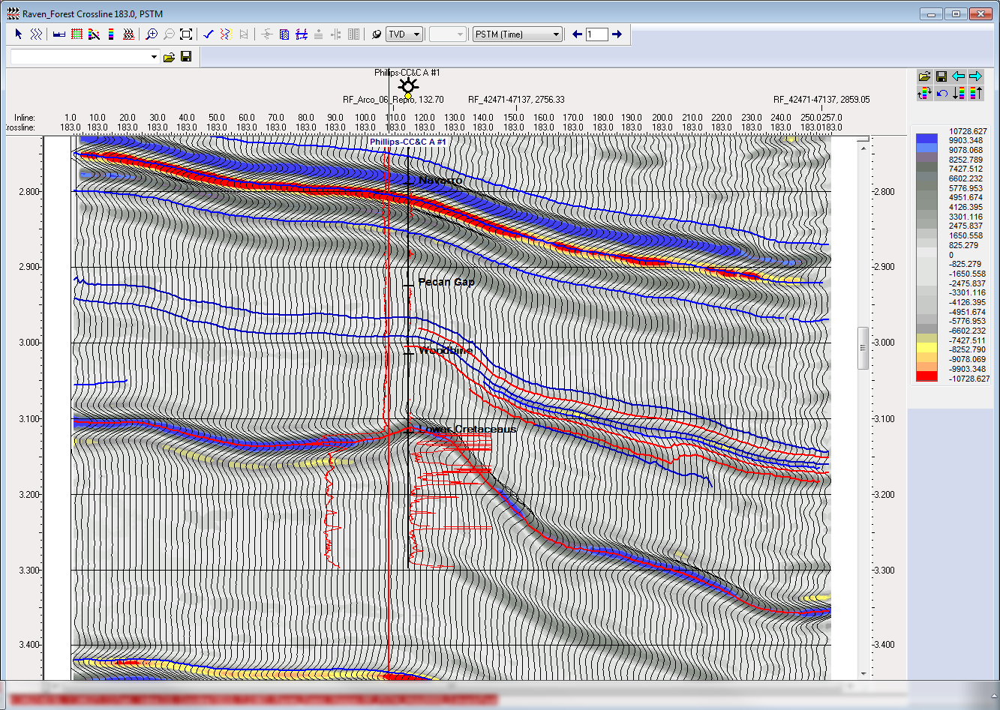 Raven_Forest Crossline 183.0, PSTM
TVD
PSTM (Time)
1
Phillips-CC&C A #1
RF_Arco_06_Repro, 132.70
RF_42471-47137, 2756.33
RF_42471-47137, 2859.05
Inline: 1.0 10.0 20.0 30.0 40.0 50.0 60.0 70.0 80.0 90.0 100.0 110.0 120.0 130.0 140.0 150.0 160.0 170.0 180.0 190.0 200.0 210.0 220.0 230.0 240.0 250.0 257.0
Crossline: 183.0 183.0 183.0 183.0 183.0 183.0 183.0 183.0 183.0 183.0 183.0 183.0 183.0 183.0 183.0 183.0 183.0 183.0 183.0 183.0 183.0 183.0 183.0 183.0 183.0 183.0 183.0
Phillips-CC&C A #1
Navarro
2.800 2.800
2.900 2.900
Pecan Gap
3.000 3.000
Woodbine
3.100 3.100
Lower Cretaceaus
3.200 3.200
3.300 3.300
3.400 3.400
10728.627
9903.348
9078.068
8252.789
7427.512
6602.232
5776.953
4951.674
4126.395
3301.116
2475.837
1650.558
825.279
0
-825.279
-1650.558
-2475.837
-3301.116
-4126.395
-4951.674
-5776.953
-6602.232
-7427.511
-8252.790
-9078.069
-9903.348
-10728.627